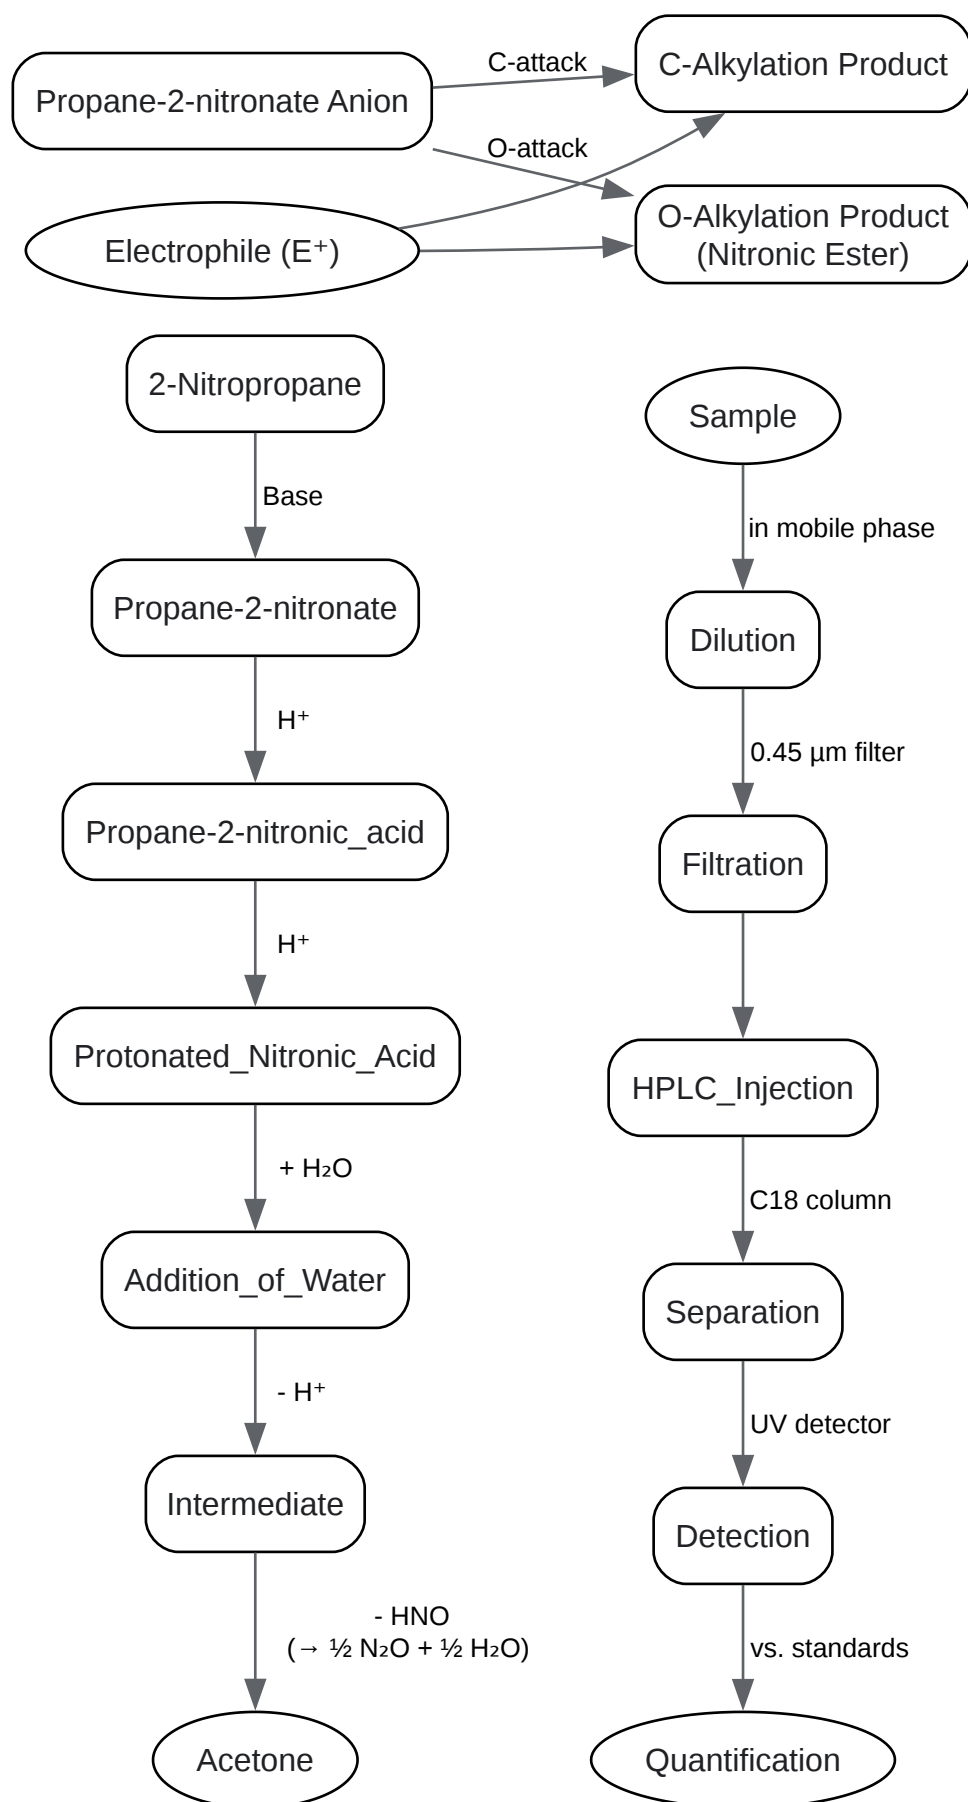 Propane-2-nitronate Anion
C-attack
C-Alkylation Product
O-attack
Electrophile (E⁺)
O-Alkylation Product
(Nitronic Ester)
2-Nitropropane
Base
Propane-2-nitronate
H⁺
Propane-2-nitronic_acid
H⁺
Protonated_Nitronic_Acid
+ H₂O
Addition_of_Water
- H⁺
Intermediate
- HNO
(→ ½ N₂O + ½ H₂O)
Acetone
Sample
in mobile phase
Dilution
0.45 µm filter
Filtration
HPLC_Injection
C18 column
Separation
UV detector
Detection
vs. standards
Quantification